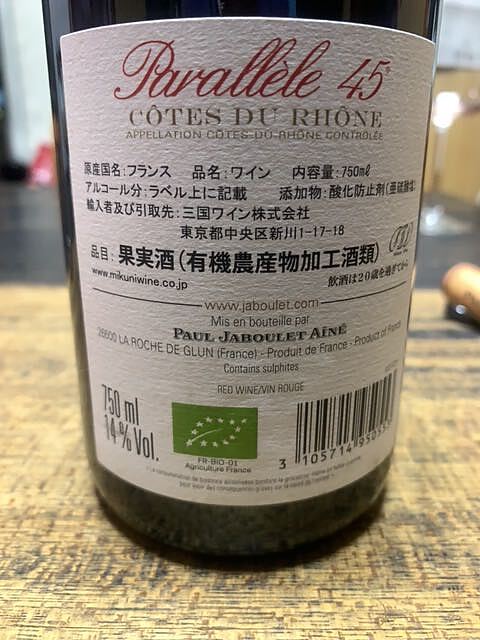 Parallèle 45°
CÔTES DU RHÔNE
APPELLATION CÔTES-DU-RHÔNE CONTRÔLÉE
原産国名:フランス 品名:ワイン 内容量:750mℓ
アルコール分:ラベル上に記載 添加物:酸化防止剤(亜硫酸塩)
輸入者及び引取先:三国ワイン株式会社
東京都中央区新川1-17-18
品目:果実酒(有機農産物加工酒類)
www.mikuniwine.co.jp 飲酒は20歳を過ぎてから
www.jaboulet.com
Mis en bouteille par
PAUL JABOULET AÎNÉ
26600 LA ROCHE DE GLUN (France) - Produit de France - Product of France
Contains sulphites
RED WINE/VIN ROUGE
750 ml
14 % Vol.
FR-BIO-01
Agriculture France
3 105714 95055